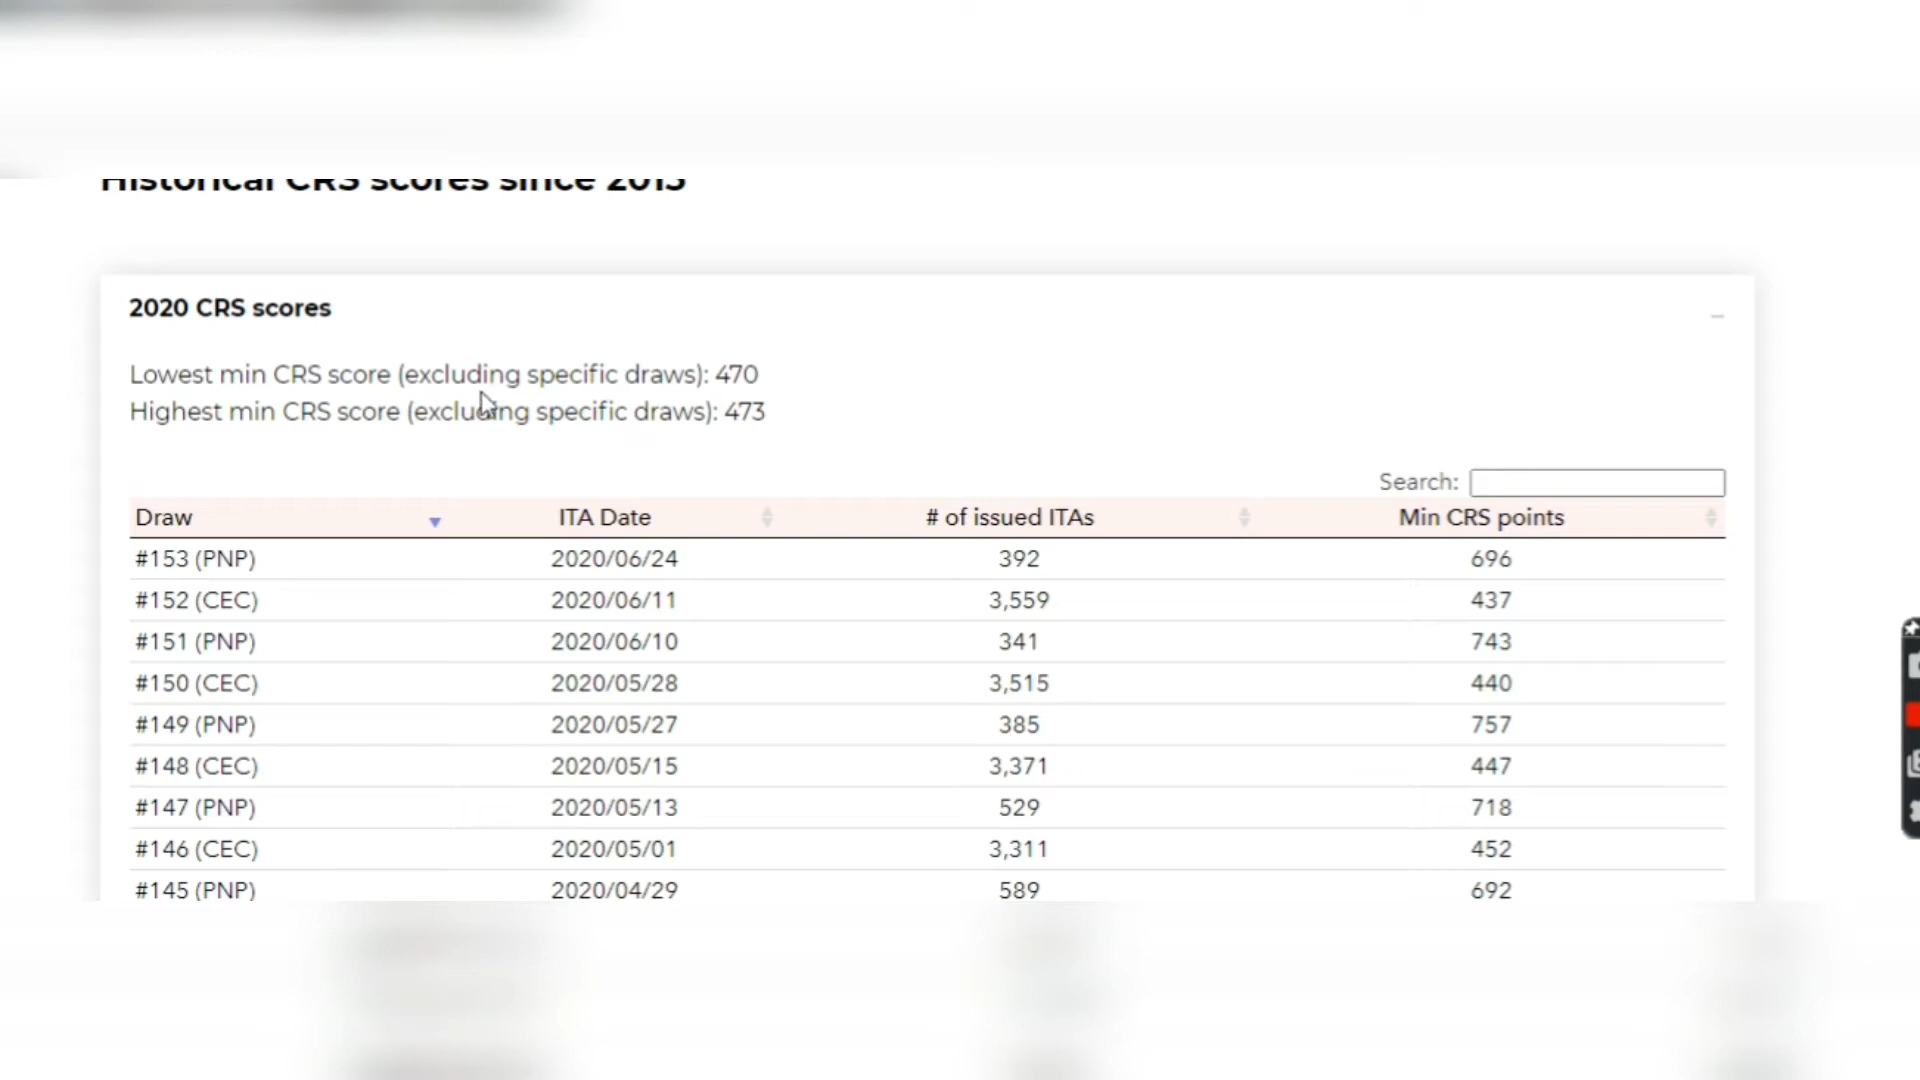 Historical CRS scores since 2015
2020 CRS scores
Lowest min CRS score (excluding specific draws): 470
Highest min CRS score (excluding specific draws): 473
Search:
Draw ITA Date # of issued ITAs Min CRS points
#153 (PNP) 2020/06/24 392 696
#152 (CEC) 2020/06/11 3,559 437
#151 (PNP) 2020/06/10 341 743
#150 (CEC) 2020/05/28 3,515 440
#149 (PNP) 2020/05/27 385 757
#148 (CEC) 2020/05/15 3,371 447
#147 (PNP) 2020/05/13 529 718
#146 (CEC) 2020/05/01 3,311 452
#145 (PNP) 2020/04/29 589 692